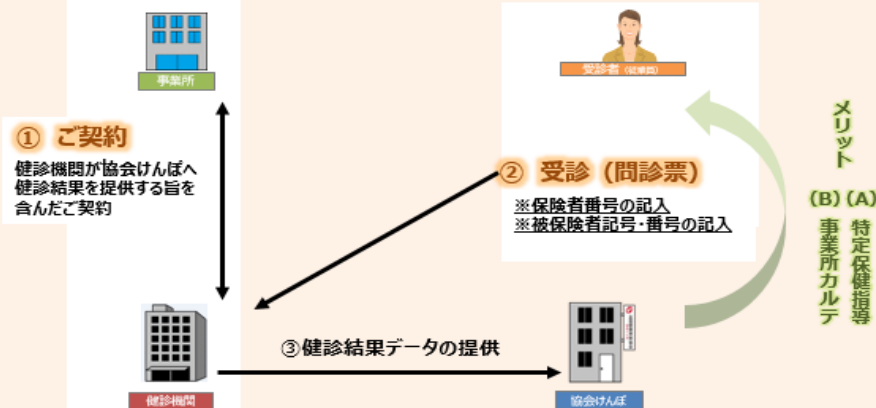 事業所
受診者（従業員）
① ご契約
健診機関が協会けんぽへ
健診結果を提供する旨を
含んだご契約
② 受診（問診票）
※保険者番号の記入
※被保険者記号・番号の記入
メリット
(A) 特定保健指導
(B) 事業所カルテ
③健診結果データの提供
健診機関
協会けんぽ